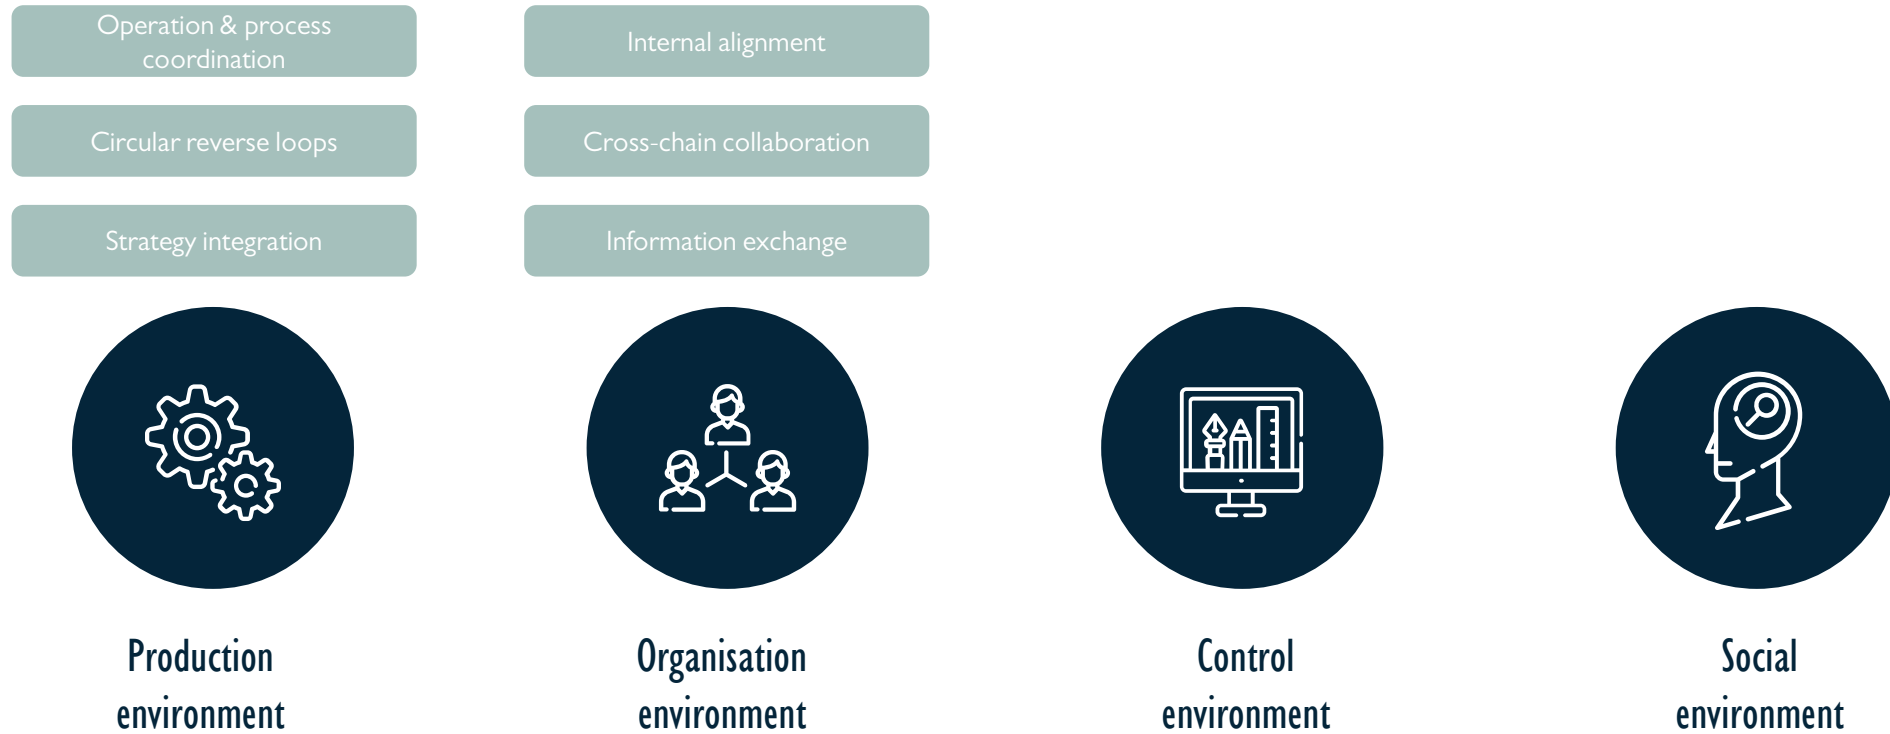 Operation & process
coordination
Circular reverse loops
Strategy integration
Internal alignment
Cross-chain collaboration
Information exchange
Production
environment
Organisation
environment
Control
environment
Social
environment